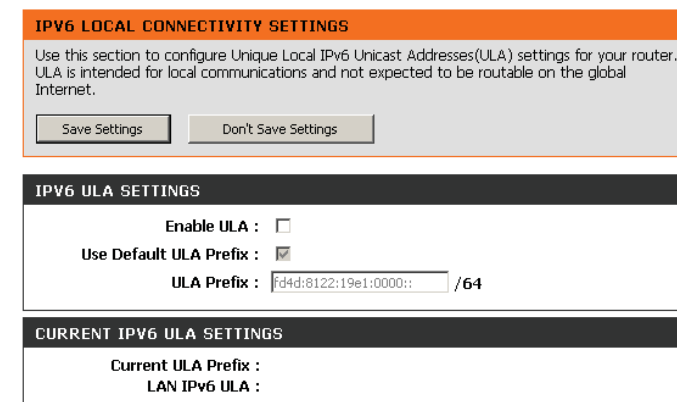 IPV6 LOCAL CONNECTIVITY SETTINGS
Use this section to configure Unique Local IPv6 Unicast Addresses(ULA) settings for your router.
ULA is intended for local communications and not expected to be routable on the global
Internet.
Save Settings Don't Save Settings
IPV6 ULA SETTINGS
Enable ULA :
Use Default ULA Prefix :
ULA Prefix : fd4d:8122:19e1:0000:: /64
CURRENT IPV6 ULA SETTINGS
Current ULA Prefix :
LAN IPv6 ULA :